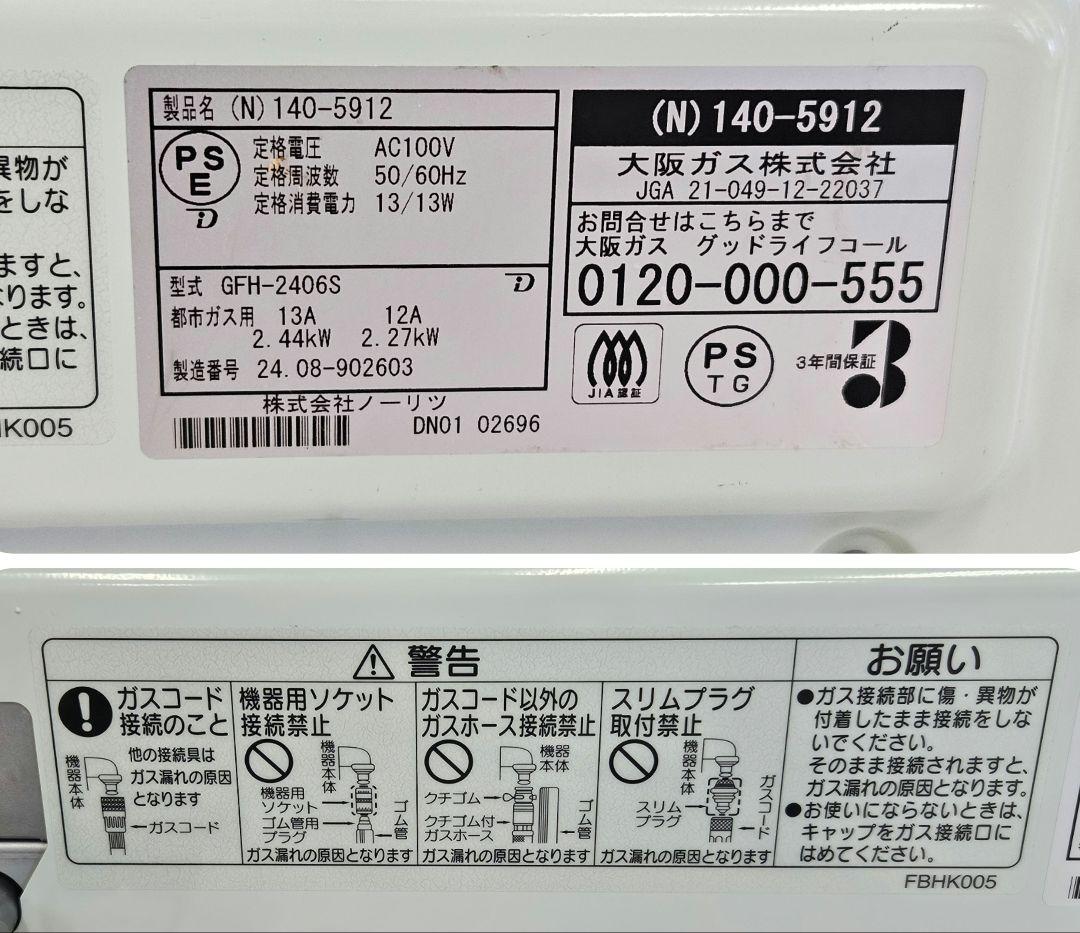 異物が
をしな
ますと、
ります。
ときは、
続口に
HK005
製品名 (N)140-5912
PS
E
定格電圧 AC100V
定格周波数 50/60Hz
定格消費電力 13/13W
型式 GFH-2406S
都市ガス用 13A 12A
2.44kW 2.27kW
製造番号 24.08-902603
株式会社ノーリツ
DN01 02696
(N)140-5912
大阪ガス株式会社
JGA 21-049-12-22037
お問合せはこちらまで
大阪ガス グッドライフコール
0120-000-555
JIA認証
PS
TG
3年間保証
3
警告
ガスコード
接続のこと
他の接続具は
ガス漏れの原因
となります
機器本体
ガスコード
機器用ソケット
接続禁止
機器本体
機器用
ソケット
ゴム管用
プラグ
ゴム管
ガス漏れの原因となります
ガスコード以外の
ガスホース接続禁止
機器
本体
クチゴム
クチゴム付
ガスホース
ゴム管
ガス漏れの原因となります
スリムプラグ
取付禁止
機器本体
スリム
プラグ
ガスコード
ガス漏れの原因となります
お願い
●ガス接続部に傷・異物が
付着したまま接続をしな
いでください。
そのまま接続されますと、
ガス漏れの原因となります。
●お使いにならないときは、
キャップをガス接続口に
はめてください。
FBHK005